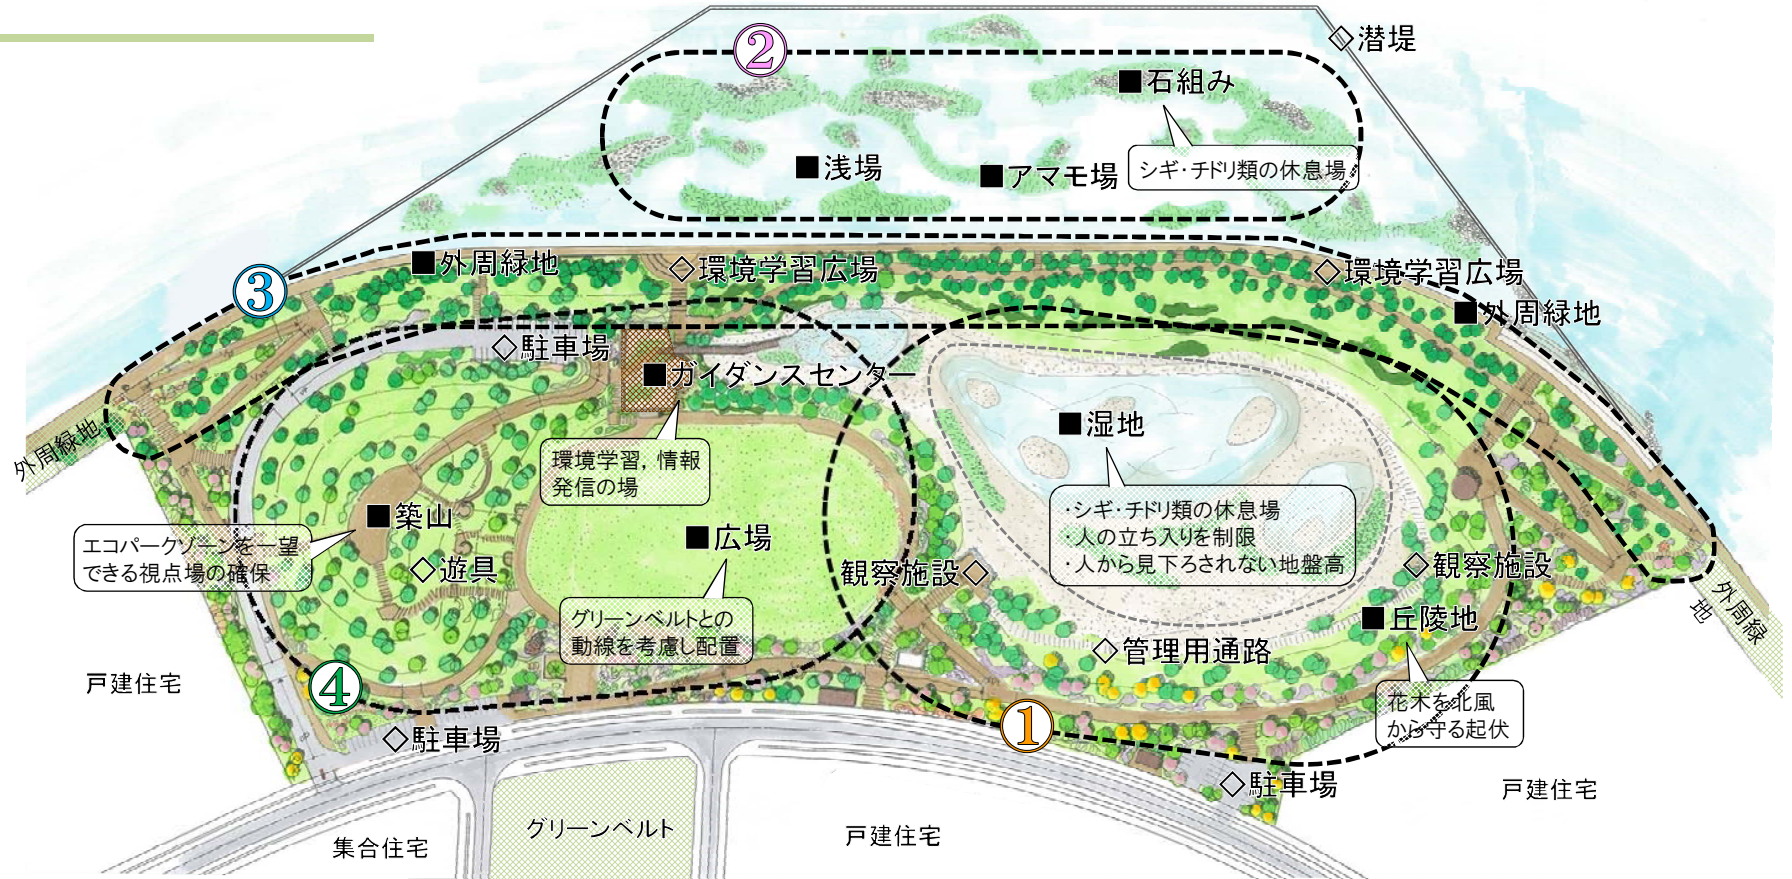 ②
◇潜堤
■石組み
シギ・チドリ類の休息場
■浅場
■アマモ場
③
■外周緑地
◇環境学習広場
◇環境学習広場
■外周緑地
◇駐車場
■ガイダンスセンター
環境学習,情報
発信の場
外周緑地
■湿地
・シギ・チドリ類の休息場
・人の立ち入りを制限
・人から見下ろされない地盤高
■築山
エコパークゾーンを一望
できる視点場の確保
◇遊具
■広場
観察施設◇
◇観察施設
グリーンベルトとの
動線を考慮し配置
■丘陵地
外周緑地
◇管理用通路
戸建住宅
④
①
花木を北風
から守る起伏
◇駐車場
◇駐車場
戸建住宅
グリーンベルト
戸建住宅
集合住宅